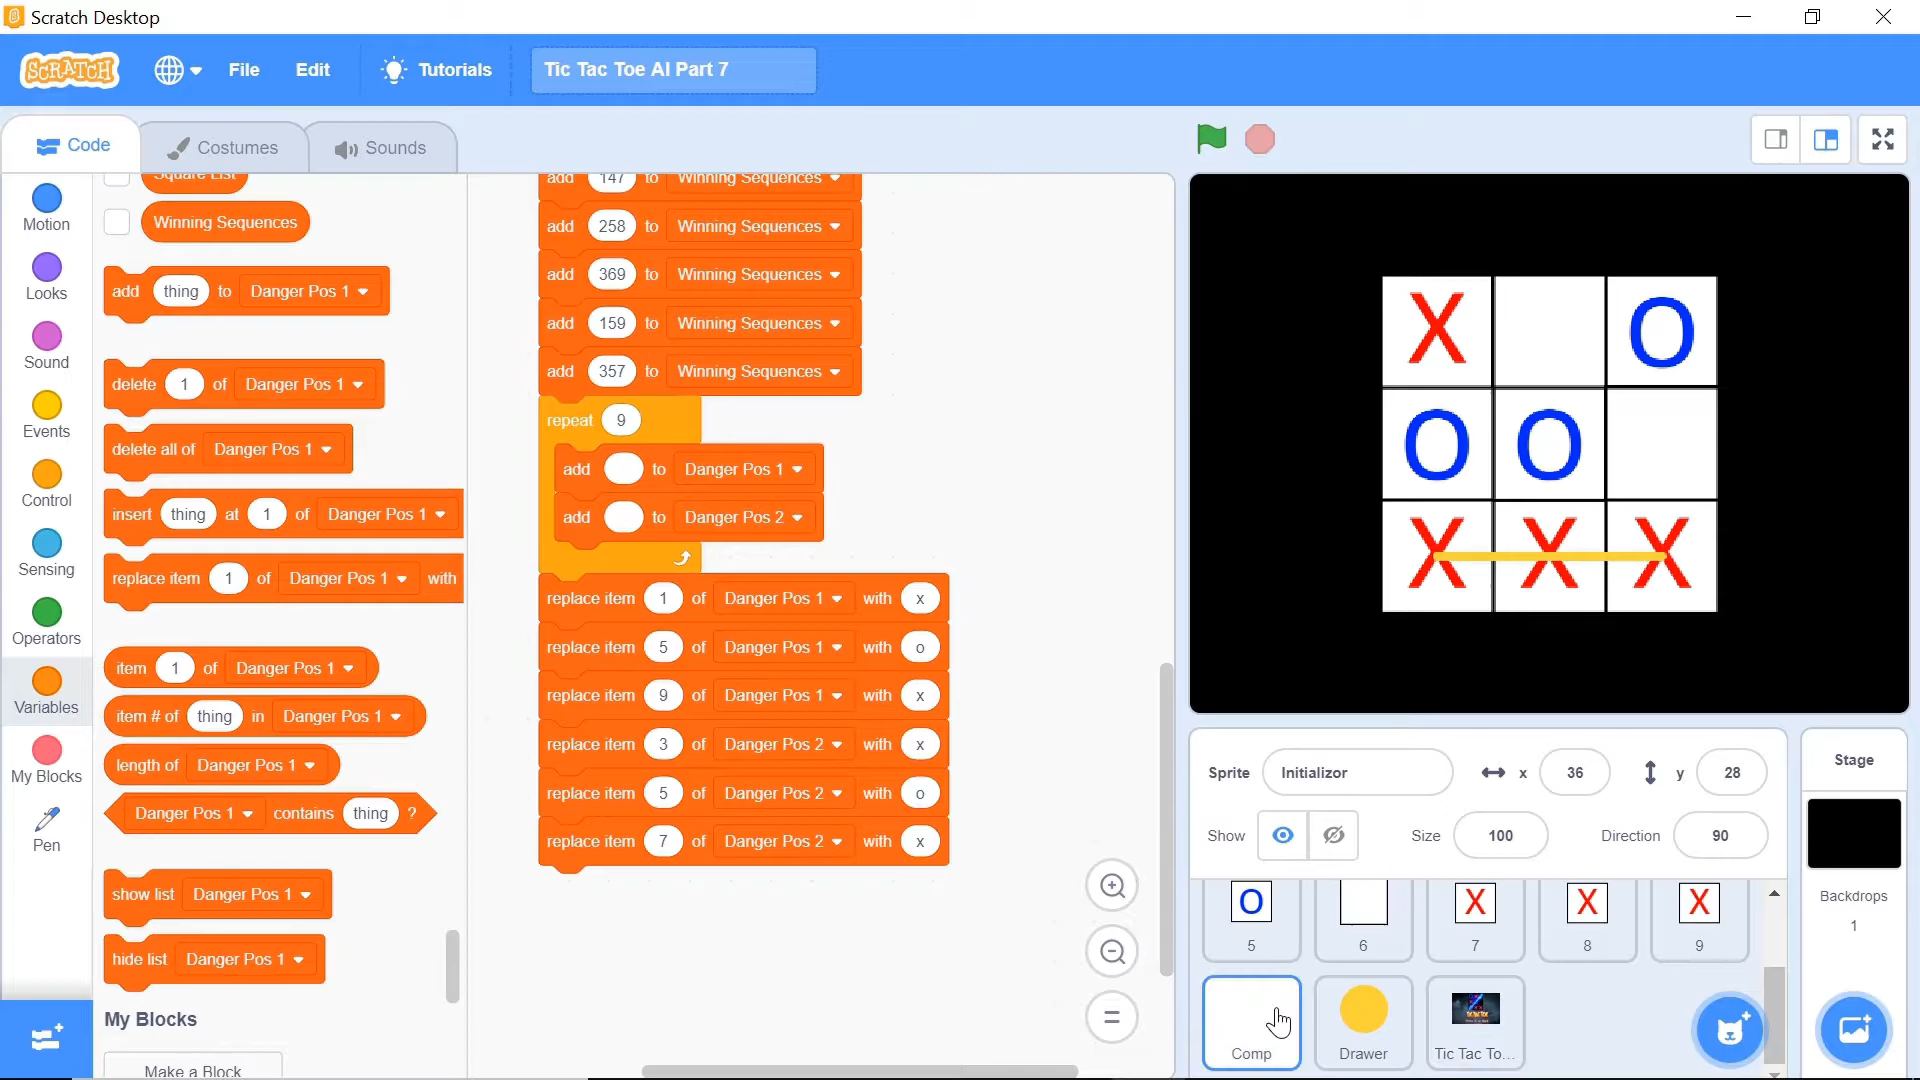 Scratch Desktop
SCRATCH File Edit Tutorials Tic Tac Toe AI Part 7
Code Costumes Sounds
Motion
Looks
Sound
Events
Control
Sensing
Operators
Variables
My Blocks
Pen
Square List
Winning Sequences
add thing to Danger Pos 1
delete 1 of Danger Pos 1
delete all of Danger Pos 1
insert thing at 1 of Danger Pos 1
replace item 1 of Danger Pos 1 with
item 1 of Danger Pos 1
item # of thing in Danger Pos 1
length of Danger Pos 1
Danger Pos 1 contains thing ?
show list Danger Pos 1
hide list Danger Pos 1
My Blocks
Make a Block
add 147 to Winning Sequences
add 258 to Winning Sequences
add 369 to Winning Sequences
add 159 to Winning Sequences
add 357 to Winning Sequences
repeat 9
add to Danger Pos 1
add to Danger Pos 2
replace item 1 of Danger Pos 1 with x
replace item 5 of Danger Pos 1 with o
replace item 9 of Danger Pos 1 with x
replace item 3 of Danger Pos 2 with x
replace item 5 of Danger Pos 2 with o
replace item 7 of Danger Pos 2 with x
X O
O O
X X X
Sprite Initializor x 36 y 28
Show Size 100 Direction 90
O X X X
5 6 7 8 9
Comp Drawer Tic Tac To...
Stage
Backdrops
1